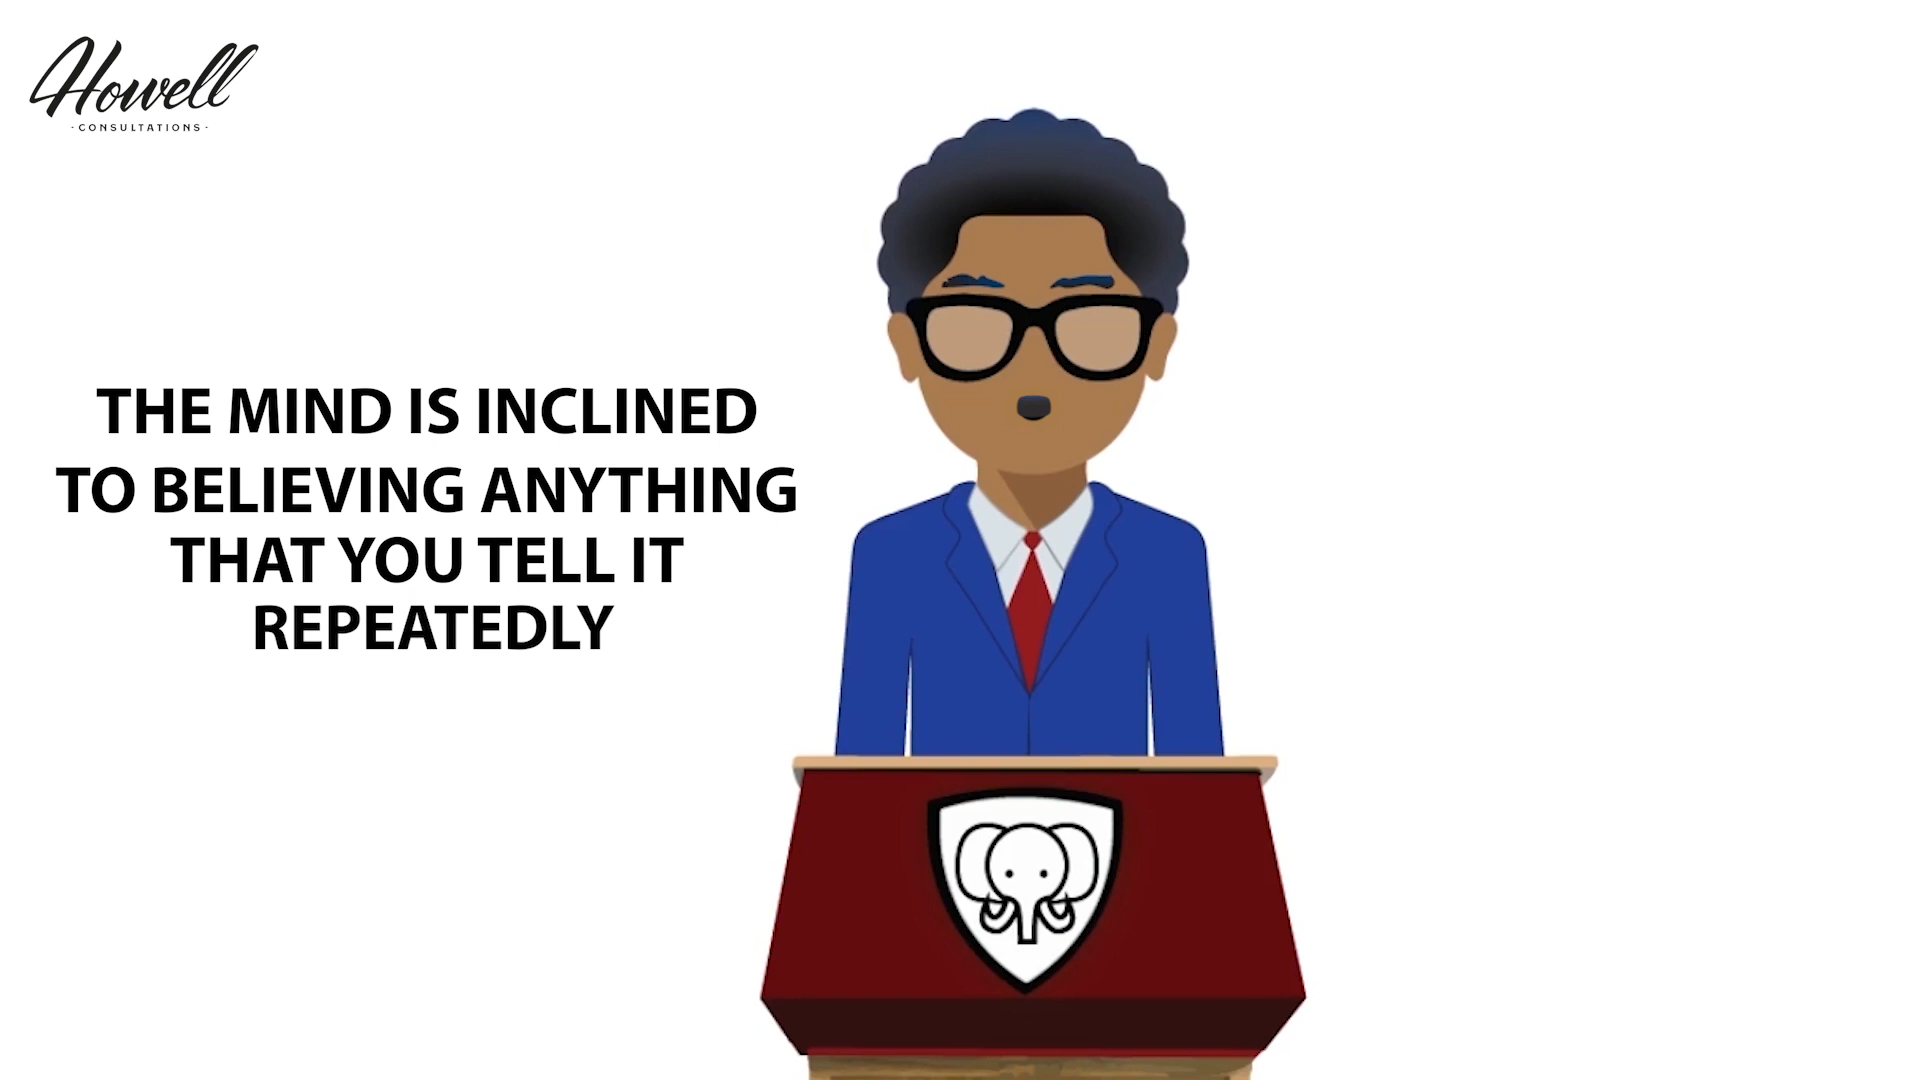 Howell
·CONSULTATIONS·
THE MIND IS INCLINED
TO BELIEVING ANYTHING
THAT YOU TELL IT
REPEATEDLY